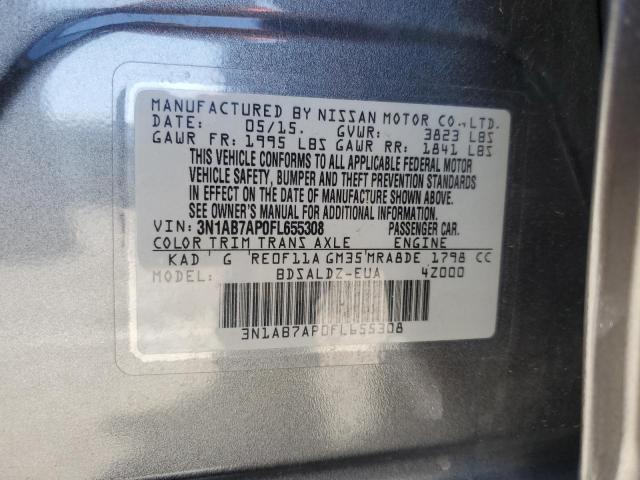 MANUFACTURED BY NISSAN MOTOR CO.,LTD.
DATE: 05/15. GVWR: 3823 LBS
GAWR FR: 1995 LBS GAWR RR: 1841 LBS
THIS VEHICLE CONFORMS TO ALL APPLICABLE FEDERAL MOTOR
VEHICLE SAFETY, BUMPER AND THEFT PREVENTION STANDARDS
IN EFFECT ON THE DATE OF MANUFACTURE SHOWN ABOVE.
SEE OWNER'S MANUAL FOR ADDITIONAL INFORMATION.
VIN: 3N1AB7AP0FL655308 PASSENGER CAR.
COLOR TRIM TRANS AXLE ENGINE
KAD G RE0F11A GM35 MRA8DE 1798 CC
BDSALDZ-EUA 4Z000
3N1AB7AP0FL655308